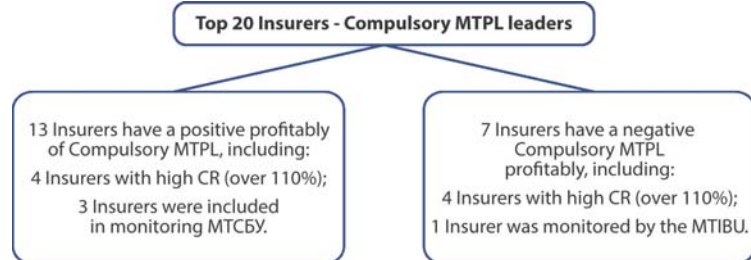 Top 20 Insurers - Compulsory MTPL leaders
13 Insurers have a positive profitably
of Compulsory MTPL, including:
4 Insurers with high CR (over 110%);
3 Insurers were included
in monitoring МТСБУ.
7 Insurers have a negative
Compulsory MTPL
profitably, including:
4 Insurers with high CR (over 110%);
1 Insurer was monitored by the MTIBU.